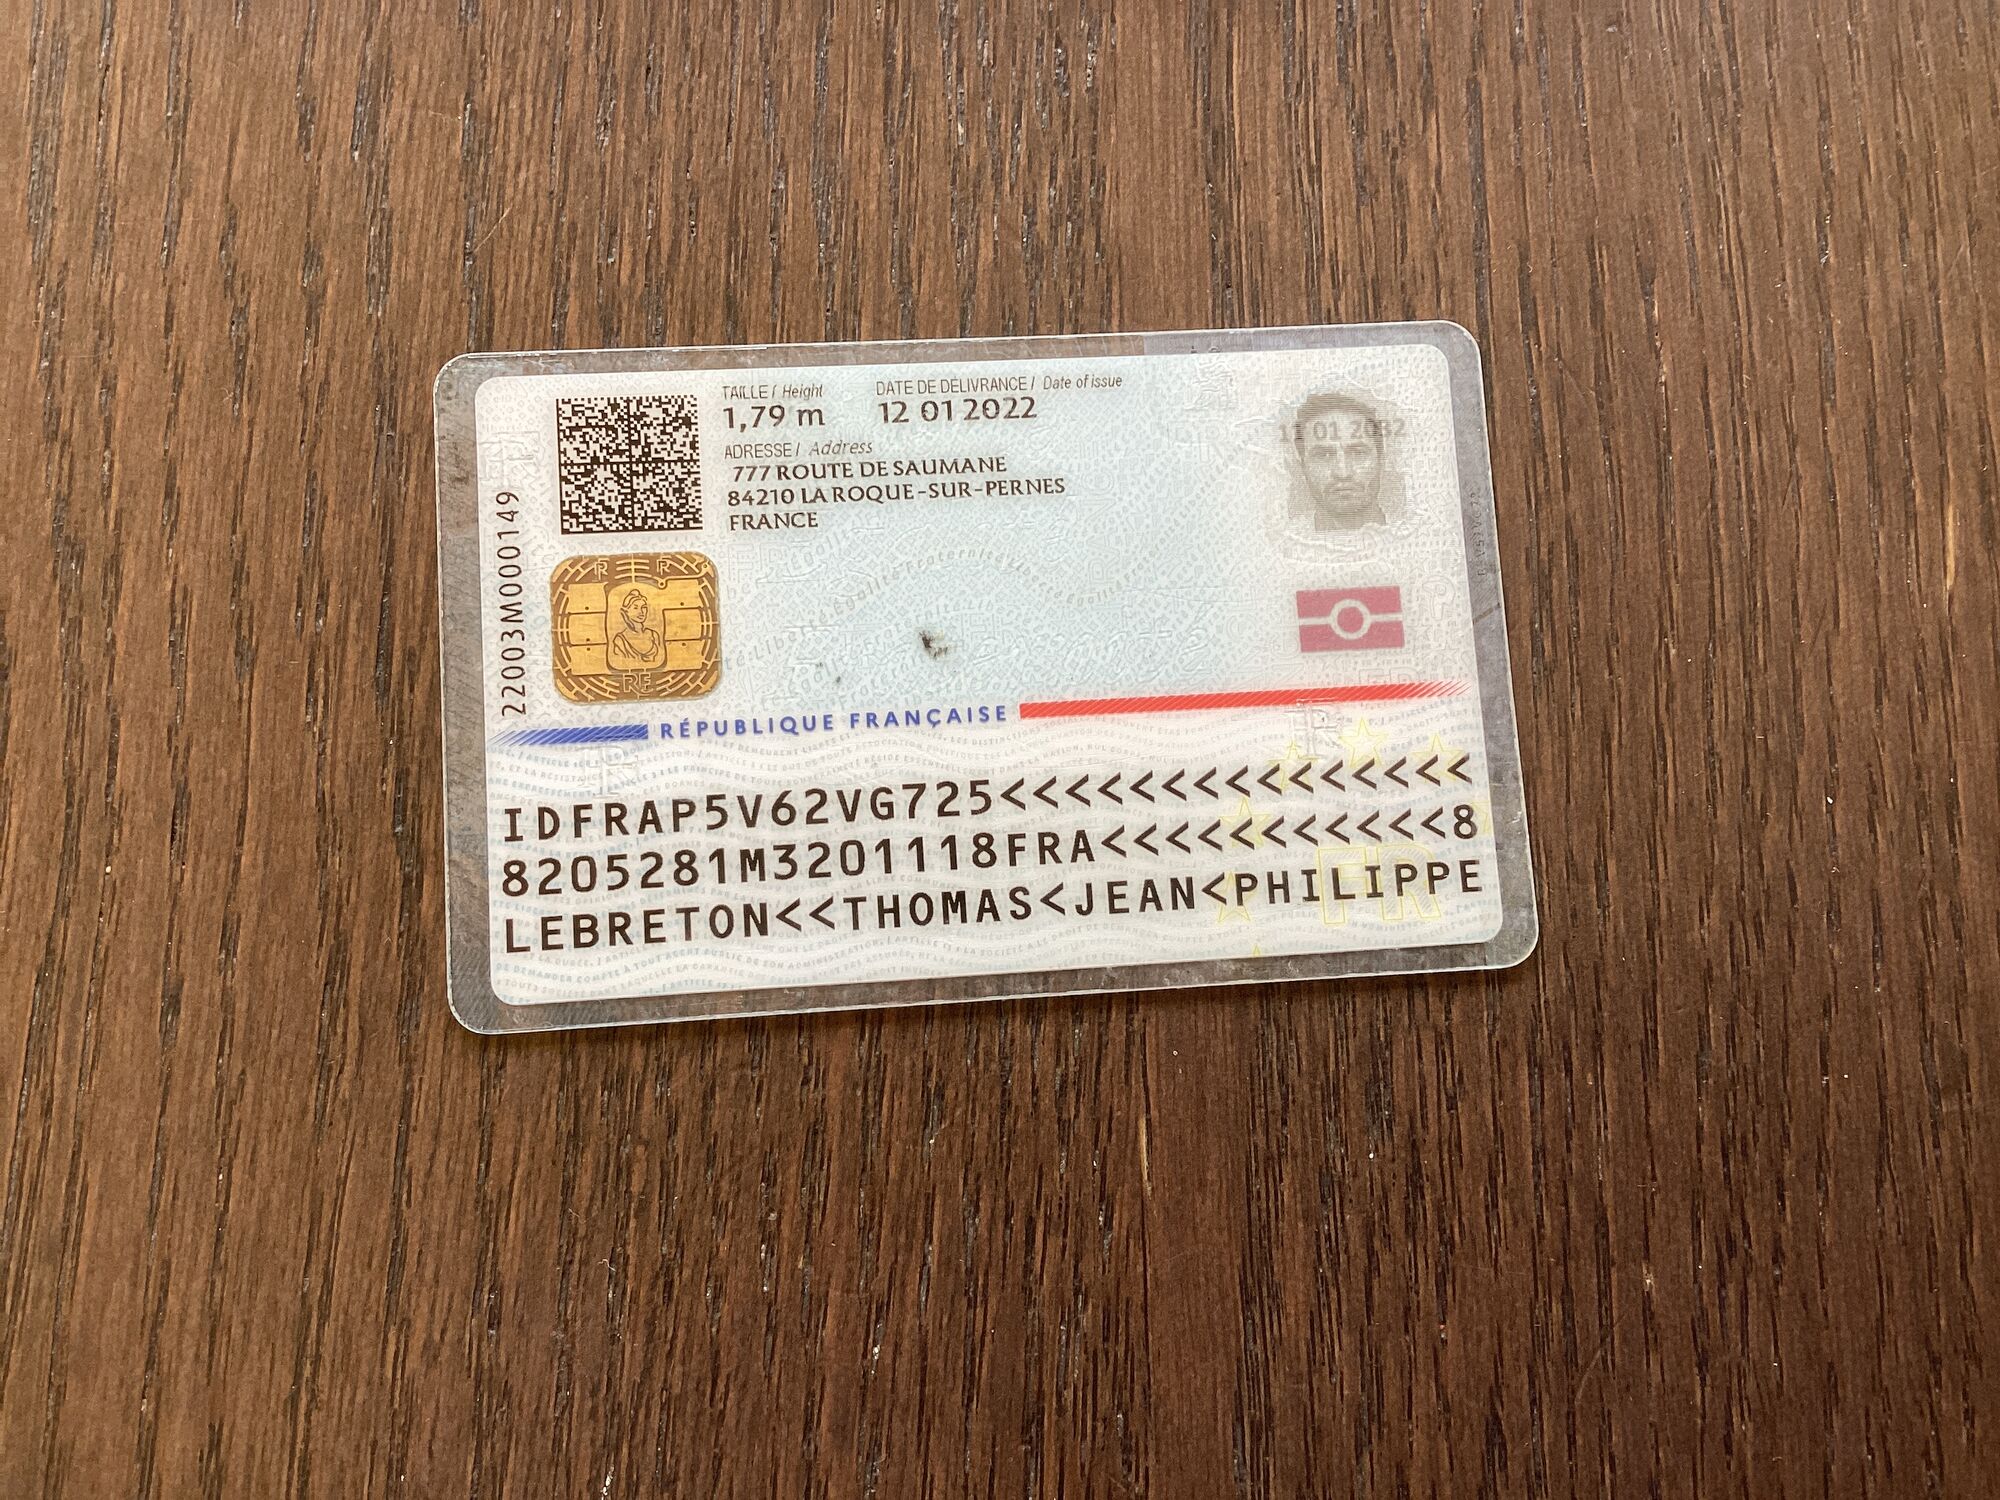 TAILLE / Height
1,79 m
DATE DE DÉLIVRANCE / Date of issue
12 01 2022
ADRESSE / Address
777 ROUTE DE SAUMANE
84210 LA ROQUE-SUR-PERNES
FRANCE
11 01 2032
22003M000149
RÉPUBLIQUE FRANÇAISE
IDFRAP5V62VG725<<<<<<<<<<<<<<<
8205281M3201118FRA<<<<<<<<<<<8
LEBRETON<<THOMAS<JEAN<PHILIPPE